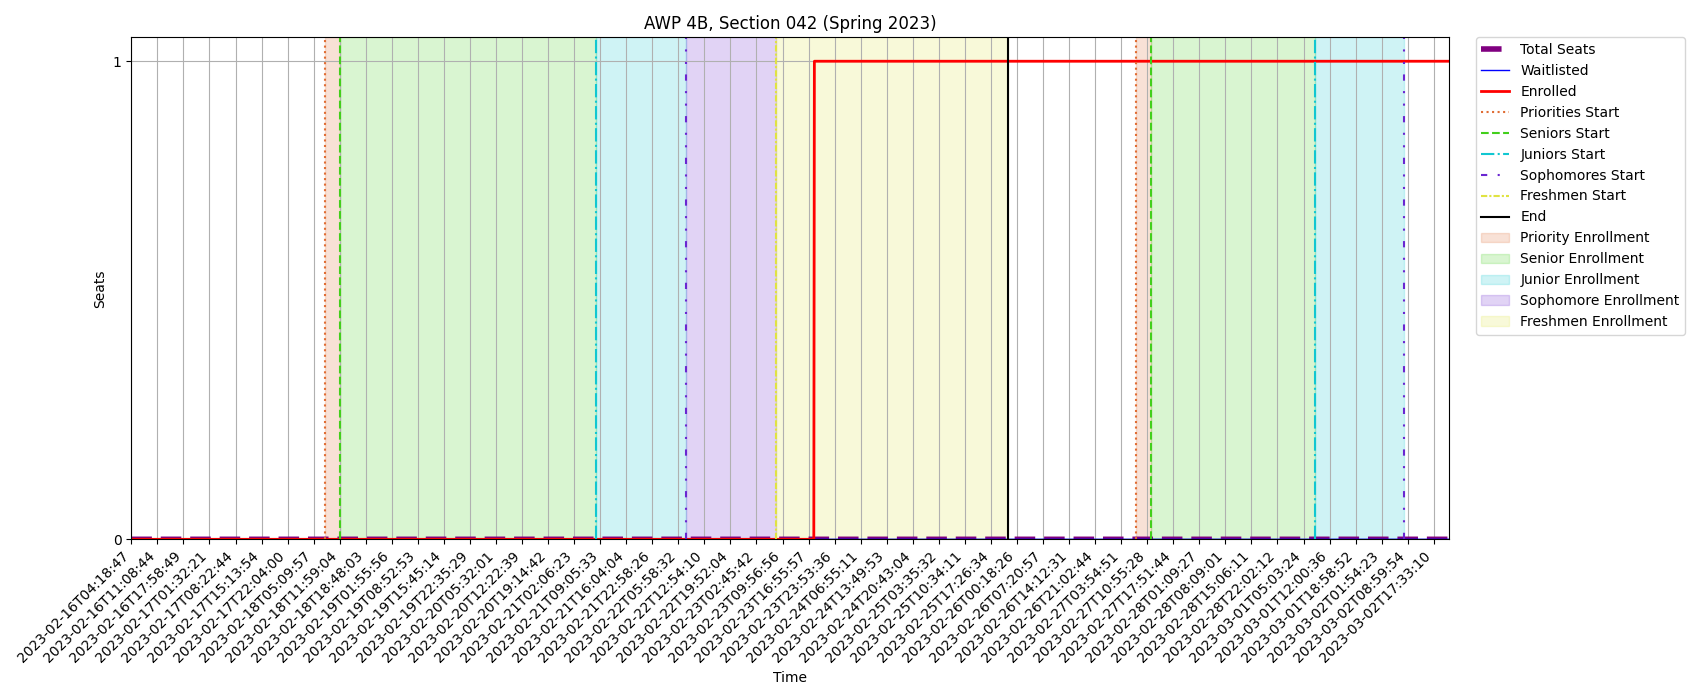 AWP 4B, Section 042 (Spring 2023)
Seats
1
0
2023-02-16T04:18:47
2023-02-16T11:08:44
2023-02-16T17:58:49
2023-02-17T01:32:21
2023-02-17T08:22:44
2023-02-17T15:13:54
2023-02-17T22:04:00
2023-02-18T05:09:57
2023-02-18T11:59:04
2023-02-18T18:48:03
2023-02-19T01:55:56
2023-02-19T08:52:53
2023-02-19T15:45:14
2023-02-19T22:35:29
2023-02-20T05:32:01
2023-02-20T12:22:39
2023-02-20T19:14:42
2023-02-21T02:06:23
2023-02-21T09:05:33
2023-02-21T16:04:04
2023-02-21T22:58:26
2023-02-22T05:58:32
2023-02-22T12:54:10
2023-02-22T19:52:04
2023-02-23T02:45:42
2023-02-23T09:56:56
2023-02-23T16:55:57
2023-02-23T23:53:36
2023-02-24T06:55:11
2023-02-24T13:49:53
2023-02-24T20:43:04
2023-02-25T03:35:32
2023-02-25T10:34:11
2023-02-25T17:26:34
2023-02-26T00:18:26
2023-02-26T07:20:57
2023-02-26T14:12:31
2023-02-26T21:02:44
2023-02-27T03:54:51
2023-02-27T10:55:28
2023-02-27T17:51:44
2023-02-28T01:09:27
2023-02-28T08:09:01
2023-02-28T15:06:11
2023-02-28T22:02:12
2023-03-01T05:03:24
2023-03-01T12:00:36
2023-03-01T18:58:52
2023-03-02T01:54:23
2023-03-02T08:59:54
2023-03-02T17:33:10
Time
Total Seats
Waitlisted
Enrolled
Priorities Start
Seniors Start
Juniors Start
Sophomores Start
Freshmen Start
End
Priority Enrollment
Senior Enrollment
Junior Enrollment
Sophomore Enrollment
Freshmen Enrollment